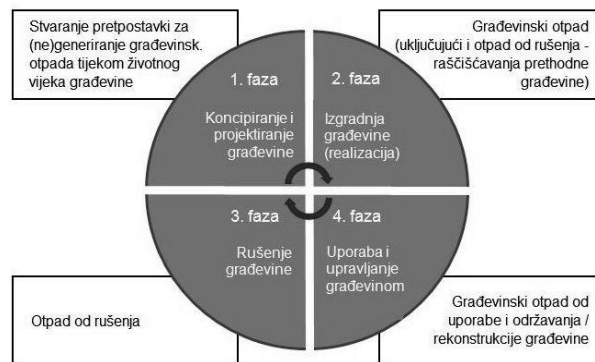 Stvaranje pretpostavki za
(ne)generiranje građevinsk.
otpada tijekom životnog
vijeka građevine
Građevinski otpad
(uključujući i otpad od rušenja -
raščišćavanja prethodne
građevine)
1. faza
Koncipiranje i
projektiranje
građevine
2. faza
Izgradnja
građevine
(realizacija)
3. faza
Rušenje
građevine
4. faza
Uporaba i
upravljanje
građevinom
Otpad od rušenja
Građevinski otpad od
uporabe i održavanja /
rekonstrukcije građevine